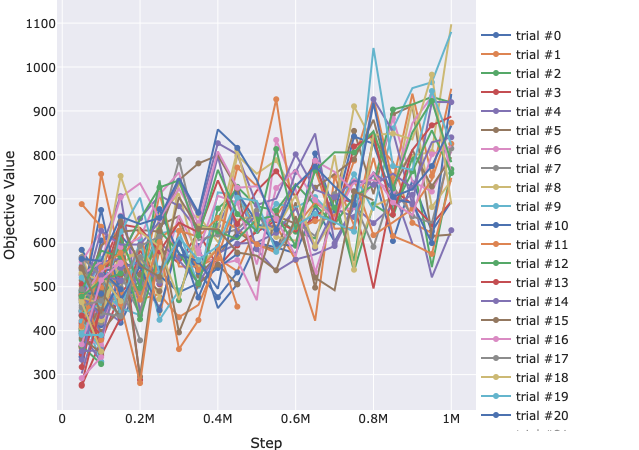 1100
1000
900
800
700
600
500
400
300
Objective Value
0
0.2M
0.4M
0.6M
0.8M
1M
Step
trial #0
trial #1
trial #2
trial #3
trial #4
trial #5
trial #6
trial #7
trial #8
trial #9
trial #10
trial #11
trial #12
trial #13
trial #14
trial #15
trial #16
trial #17
trial #18
trial #19
trial #20